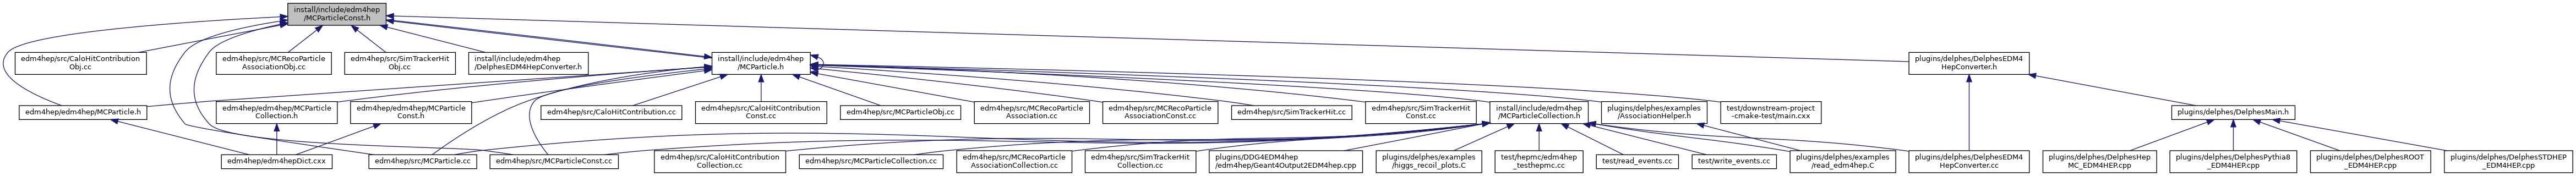 install/include/edm4hep
/MCParticleConst.h
edm4hep/src/CaloHitContribution
Obj.cc
edm4hep/src/MCRecoParticle
AssociationObj.cc
edm4hep/src/SimTrackerHit
Obj.cc
install/include/edm4hep
/DelphesEDM4HepConverter.h
install/include/edm4hep
/MCParticle.h
plugins/delphes/DelphesEDM4
HepConverter.h
edm4hep/edm4hep/MCParticle.h
edm4hep/edm4hep/MCParticle
Collection.h
edm4hep/edm4hep/MCParticle
Const.h
edm4hep/src/CaloHitContribution.cc
edm4hep/src/CaloHitContribution
Const.cc
edm4hep/src/MCParticleObj.cc
edm4hep/src/MCRecoParticle
Association.cc
edm4hep/src/MCRecoParticle
AssociationConst.cc
edm4hep/src/SimTrackerHit.cc
edm4hep/src/SimTrackerHit
Const.cc
install/include/edm4hep
/MCParticleCollection.h
plugins/delphes/examples
/AssociationHelper.h
test/downstream-project
-cmake-test/main.cxx
plugins/delphes/DelphesMain.h
edm4hep/edm4hepDict.cxx
edm4hep/src/MCParticle.cc
edm4hep/src/MCParticleConst.cc
edm4hep/src/CaloHitContribution
Collection.cc
edm4hep/src/MCParticleCollection.cc
edm4hep/src/MCRecoParticle
AssociationCollection.cc
edm4hep/src/SimTrackerHit
Collection.cc
plugins/DDG4EDM4hep
/edm4hep/Geant4Output2EDM4hep.cpp
plugins/delphes/examples
/higgs_recoil_plots.C
test/hepmc/edm4hep
_testhepmc.cc
test/read_events.cc
test/write_events.cc
plugins/delphes/examples
/read_edm4hep.C
plugins/delphes/DelphesEDM4
HepConverter.cc
plugins/delphes/DelphesHep
MC_EDM4HEP.cpp
plugins/delphes/DelphesPythia8
_EDM4HEP.cpp
plugins/delphes/DelphesROOT
_EDM4HEP.cpp
plugins/delphes/DelphesSTDHEP
_EDM4HEP.cpp